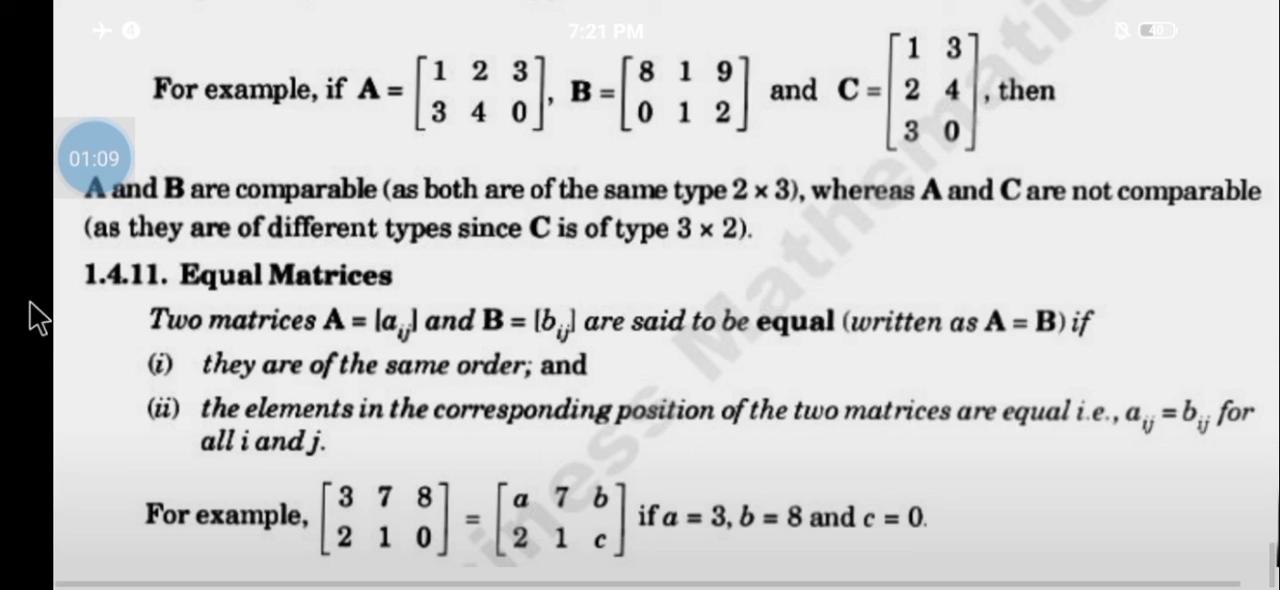 7:21 PM
40
For example, if A = [1 2 3 / 3 4 0], B = [8 1 9 / 0 1 2] and C = [1 3 / 2 4 / 3 0], then
01:09
A and B are comparable (as both are of the same type 2 × 3), whereas A and C are not comparable
(as they are of different types since C is of type 3 × 2).
1.4.11. Equal Matrices
Two matrices A = [aᵢⱼ] and B = [bᵢⱼ] are said to be equal (written as A = B) if
(i) they are of the same order; and
(ii) the elements in the corresponding position of the two matrices are equal i.e., aᵢⱼ = bᵢⱼ for
all i and j.
For example, [3 7 8 / 2 1 0] = [a 7 b / 2 1 c] if a = 3, b = 8 and c = 0.